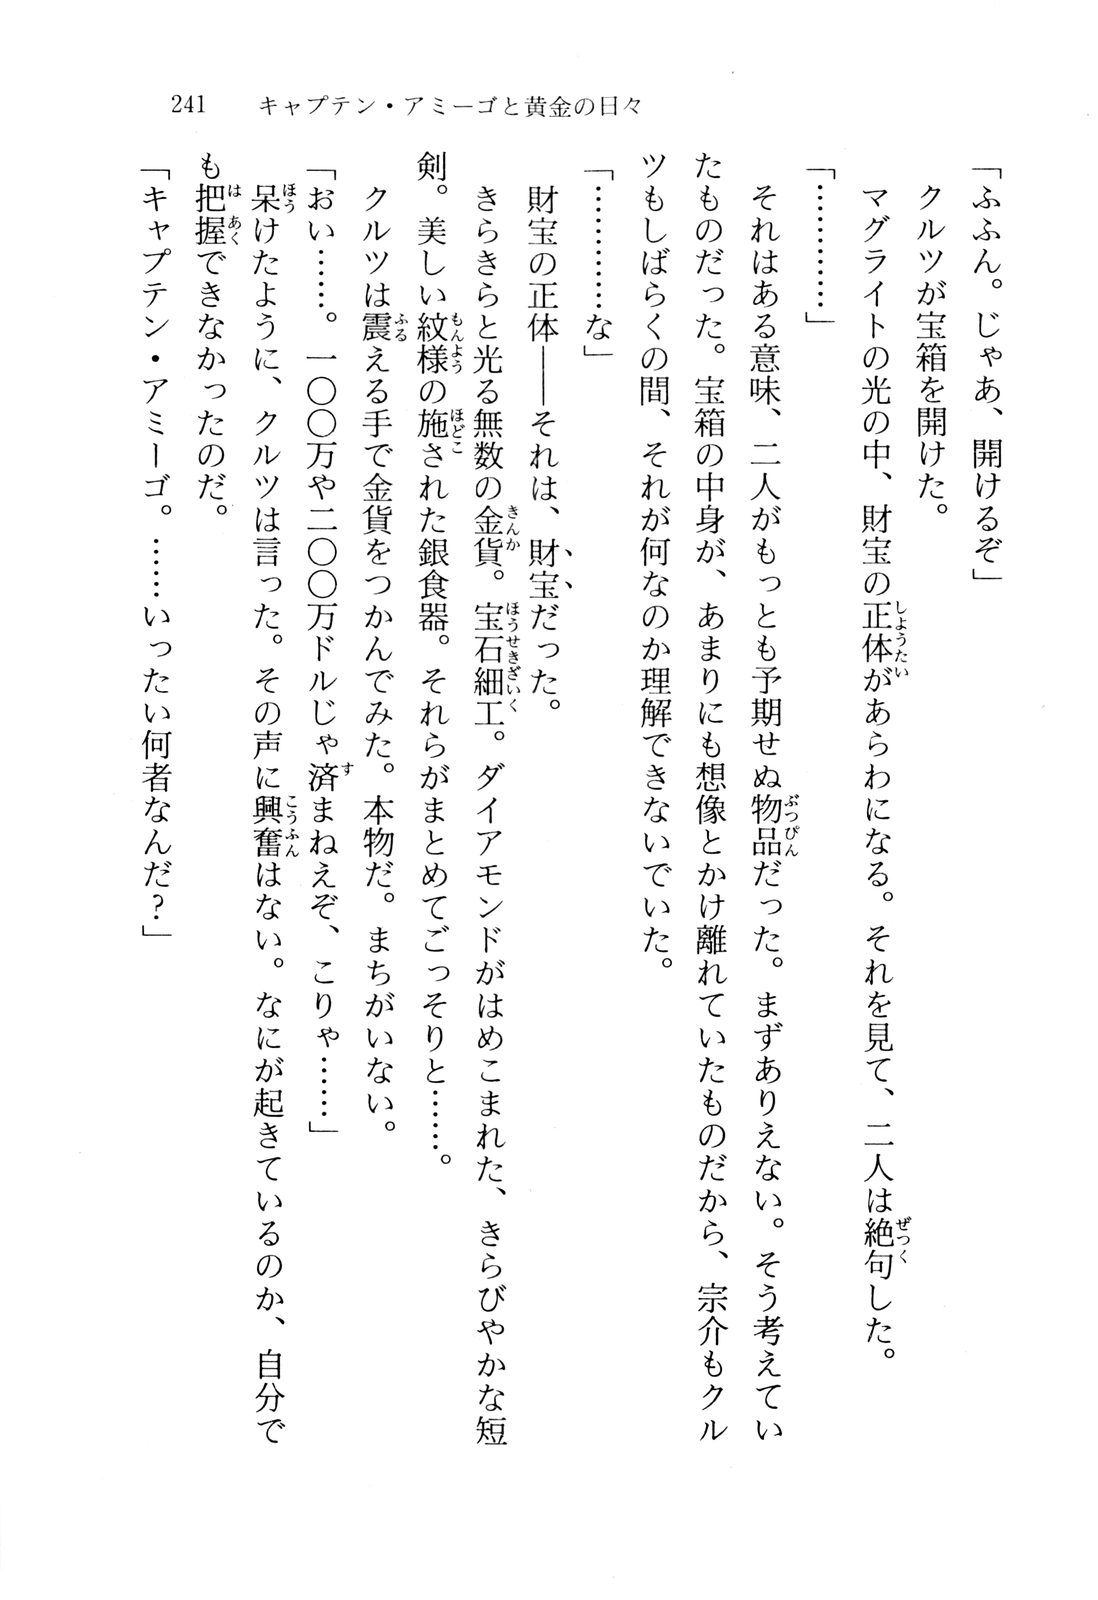 241　キャプテン・アミーゴと黄金の日々
「ふふん。じゃあ、開けるぞ」
　クルツが宝箱を開けた。
　マグライトの光の中、財宝の正体があらわになる。それを見て、二人は絶句した。
「…………」
　それはある意味、二人がもっとも予期せぬ物品だった。まずありえない。そう考えてい
たものだった。宝箱の中身が、あまりにも想像とかけ離れていたものだから、宗介もクル
ツもしばらくの間、それが何なのか理解できないでいた。
「…………な」
　財宝の正体――それは、財宝だった。
　きらきらと光る無数の金貨。宝石細工。ダイアモンドがはめこまれた、きらびやかな短
剣。美しい紋様の施された銀食器。それらがまとめてごっそりと……。
　クルツは震える手で金貨をつかんでみた。本物だ。まちがいない。
「おい……。一〇〇万や二〇〇万ドルじゃ済まねえぞ、こりゃ……」
　呆けたように、クルツは言った。その声に興奮はない。なにが起きているのか、自分で
も把握できなかったのだ。
「キャプテン・アミーゴ。……いったい何者なんだ？」